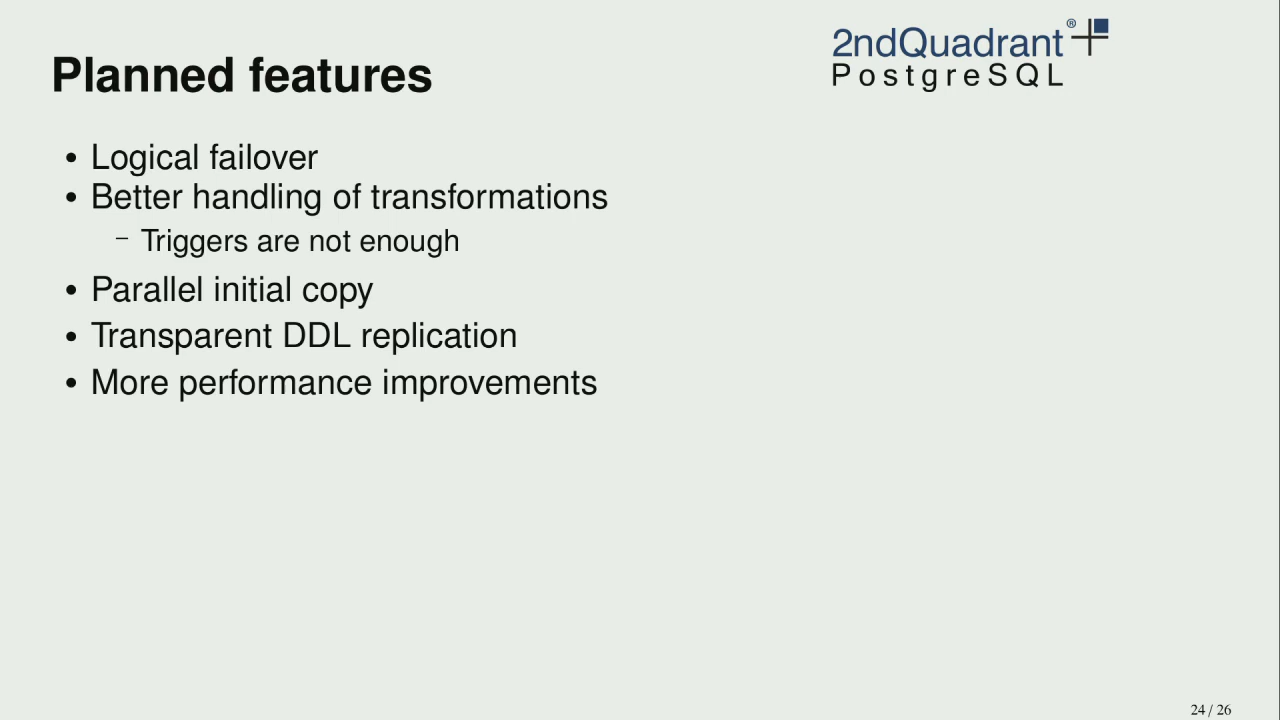 Planned features
2ndQuadrant®
PostgreSQL
• Logical failover
• Better handling of transformations
– Triggers are not enough
• Parallel initial copy
• Transparent DDL replication
• More performance improvements
24 / 26